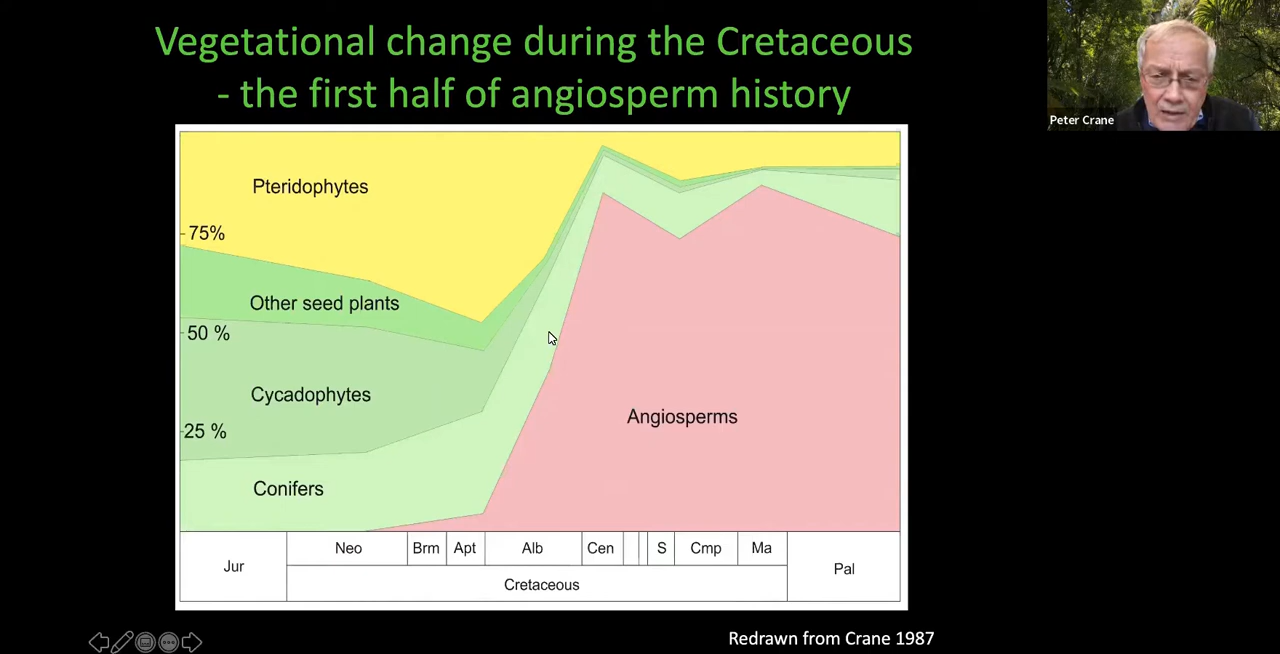 Vegetational change during the Cretaceous
- the first half of angiosperm history
Peter Crane
Pteridophytes
75%
Other seed plants
50 %
Cycadophytes
25 %
Angiosperms
Conifers
Jur
Neo
Brm
Apt
Alb
Cen
S
Cmp
Ma
Pal
Cretaceous
Redrawn from Crane 1987